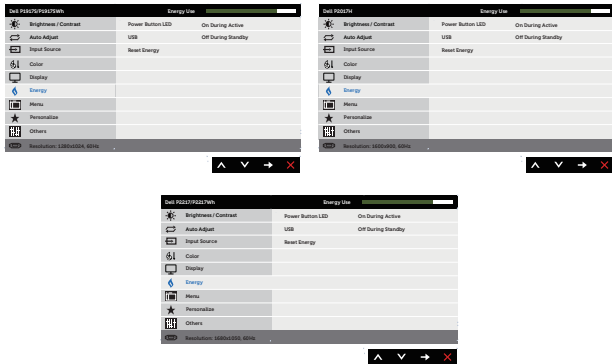 Dell P1917S/P1917SWh Energy Use
Brightness / Contrast Power Button LED On During Active
Auto Adjust USB Off During Standby
Input Source Reset Energy
Color
Display
Energy
Menu
Personalize
Others
Resolution: 1280x1024, 60Hz
Dell P2017H Energy Use
Brightness / Contrast Power Button LED On During Active
Auto Adjust USB Off During Standby
Input Source Reset Energy
Color
Display
Energy
Menu
Personalize
Others
Resolution: 1600x900, 60Hz
Dell P2217/P2217Wh Energy Use
Brightness / Contrast Power Button LED On During Active
Auto Adjust USB Off During Standby
Input Source Reset Energy
Color
Display
Energy
Menu
Personalize
Others
Resolution: 1680x1050, 60Hz